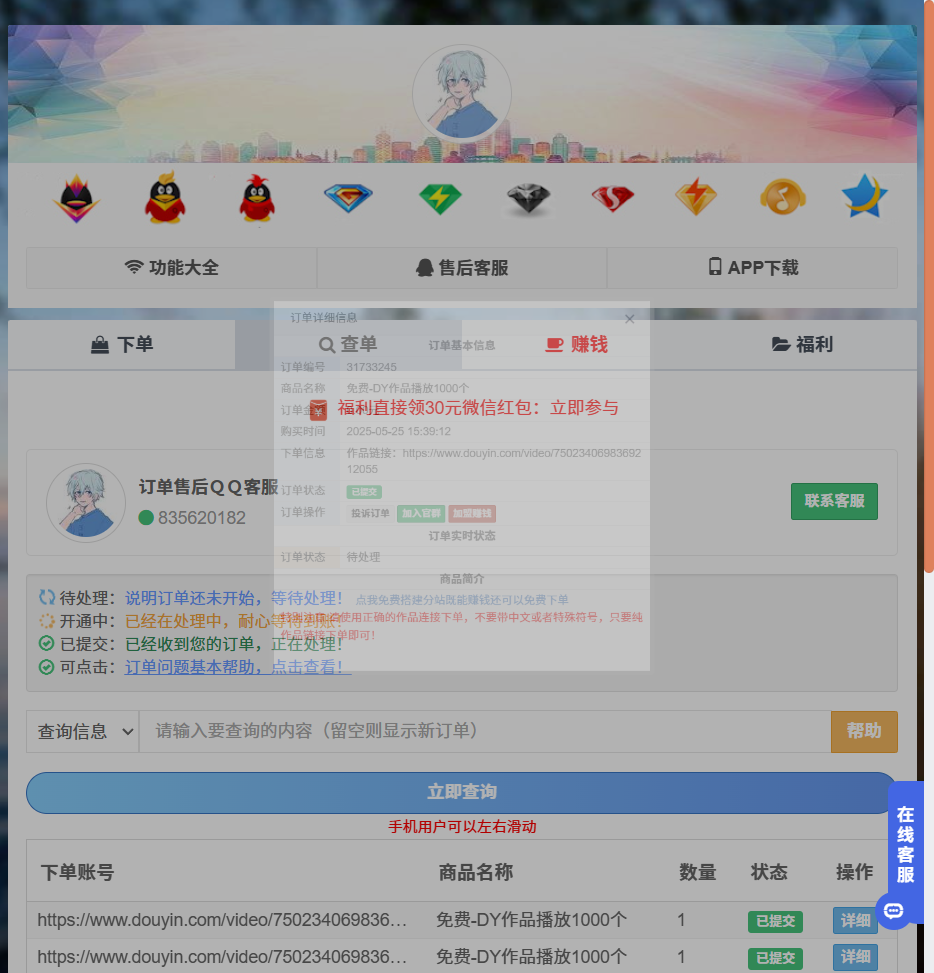 功能大全
售后客服
APP下载
下单
查单
赚钱
福利
订单详细信息
×
订单基本信息
订单编号 31733245
商品名称 免费-DY作品播放1000个
订单金
福利直接领30元微信红包：立即参与
购买时间 2025-05-25 15:39:12
下单信息 作品链接：https://www.douyin.com/video/75023406983692
12055
订单状态 已提交
订单操作 投诉订单 加入官群 加盟赚钱
订单实时状态
订单状态 待处理
商品简介
点我免费搭建分站既能赚钱还可以免费下单
特别注意:请使用正确的作品连接下单，不要带中文或者特殊符号，只要纯
作品链接下单即可！
订单售后QQ客服
835620182
联系客服
待处理：说明订单还未开始，等待处理！
开通中：已经在处理中，耐心等待到账！
已提交：已经收到您的订单，正在处理！
可点击：订单问题基本帮助，点击查看！
查询信息
请输入要查询的内容（留空则显示新订单）
帮助
立即查询
手机用户可以左右滑动
下单账号 商品名称 数量 状态 操作
https://www.douyin.com/video/750234069836… 免费-DY作品播放1000个 1 已提交 详细
https://www.douyin.com/video/750234069836… 免费-DY作品播放1000个 1 已提交 详细
在线客服